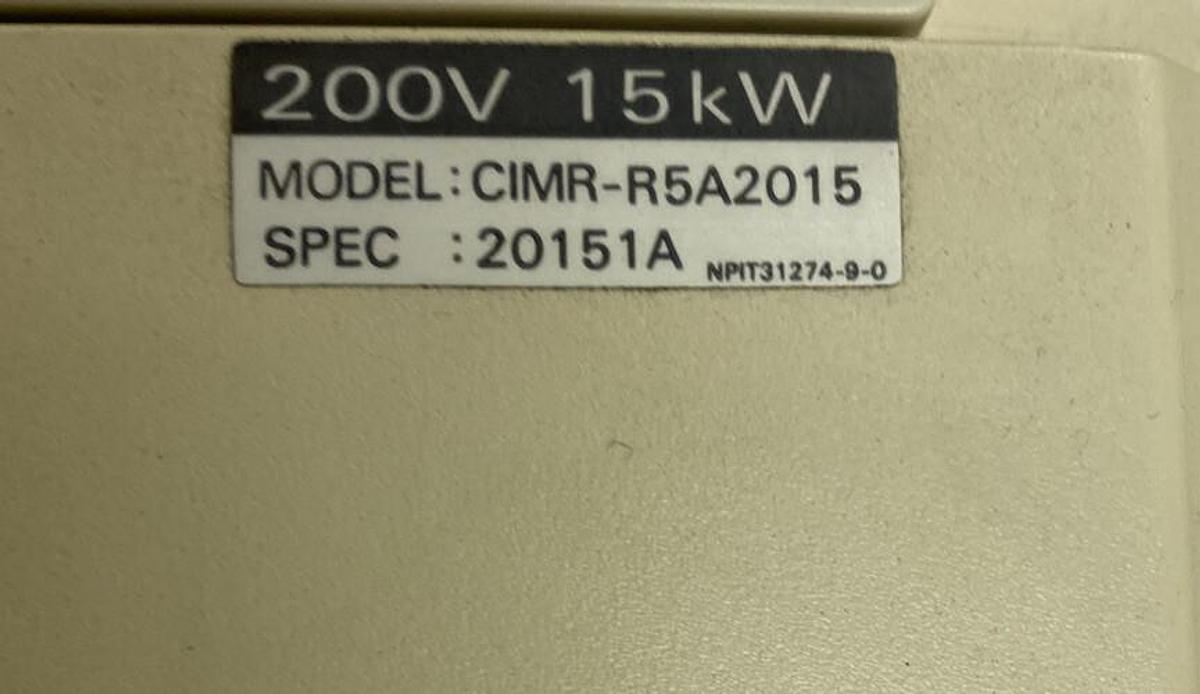 200V 15kW
MODEL:CIMR-R5A2015
SPEC :20151A NPIT31274-9-0